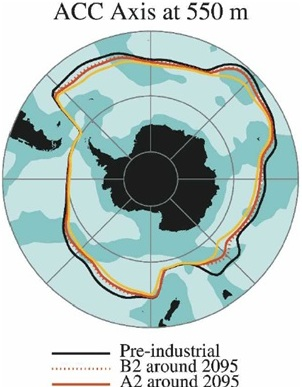 ACC Axis at 550 m
Pre-industrial
B2 around 2095
A2 around 2095